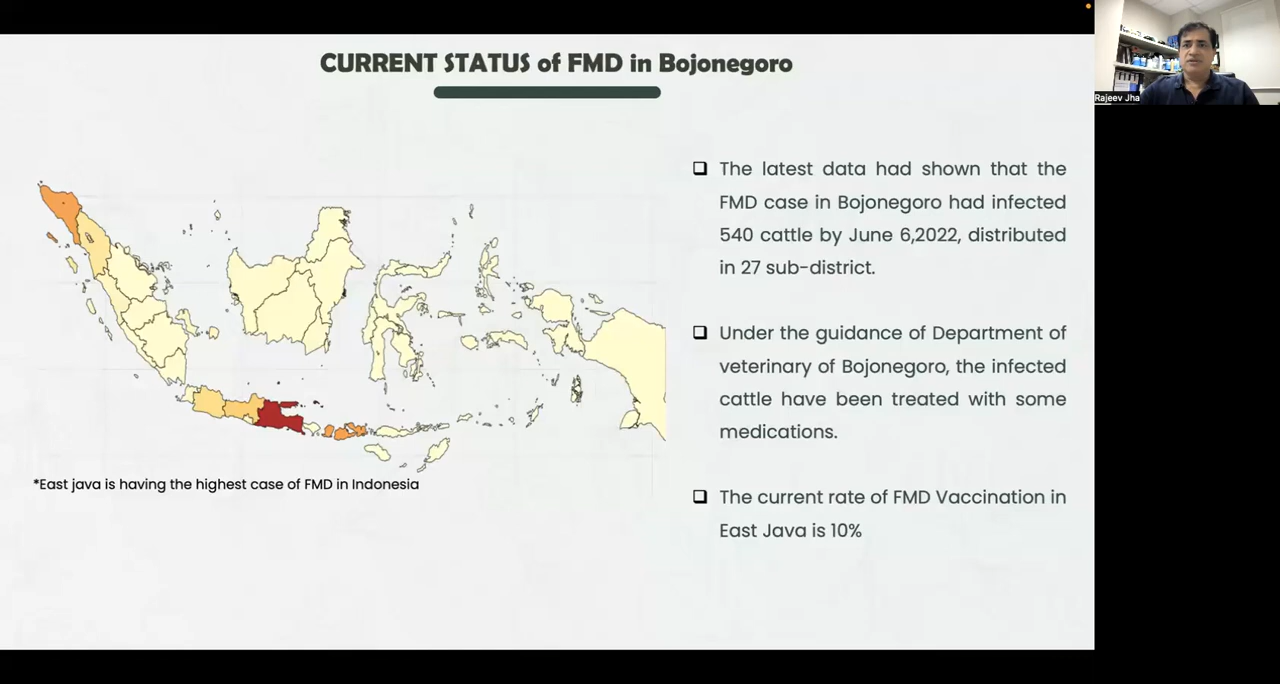 CURRENT STATUS of FMD in Bojonegoro
Rajeev Jha
The latest data had shown that the
FMD case in Bojonegoro had infected
540 cattle by June 6,2022, distributed
in 27 sub-district.
Under the guidance of Department of
veterinary of Bojonegoro, the infected
cattle have been treated with some
medications.
The current rate of FMD Vaccination in
East Java is 10%
*East java is having the highest case of FMD in Indonesia